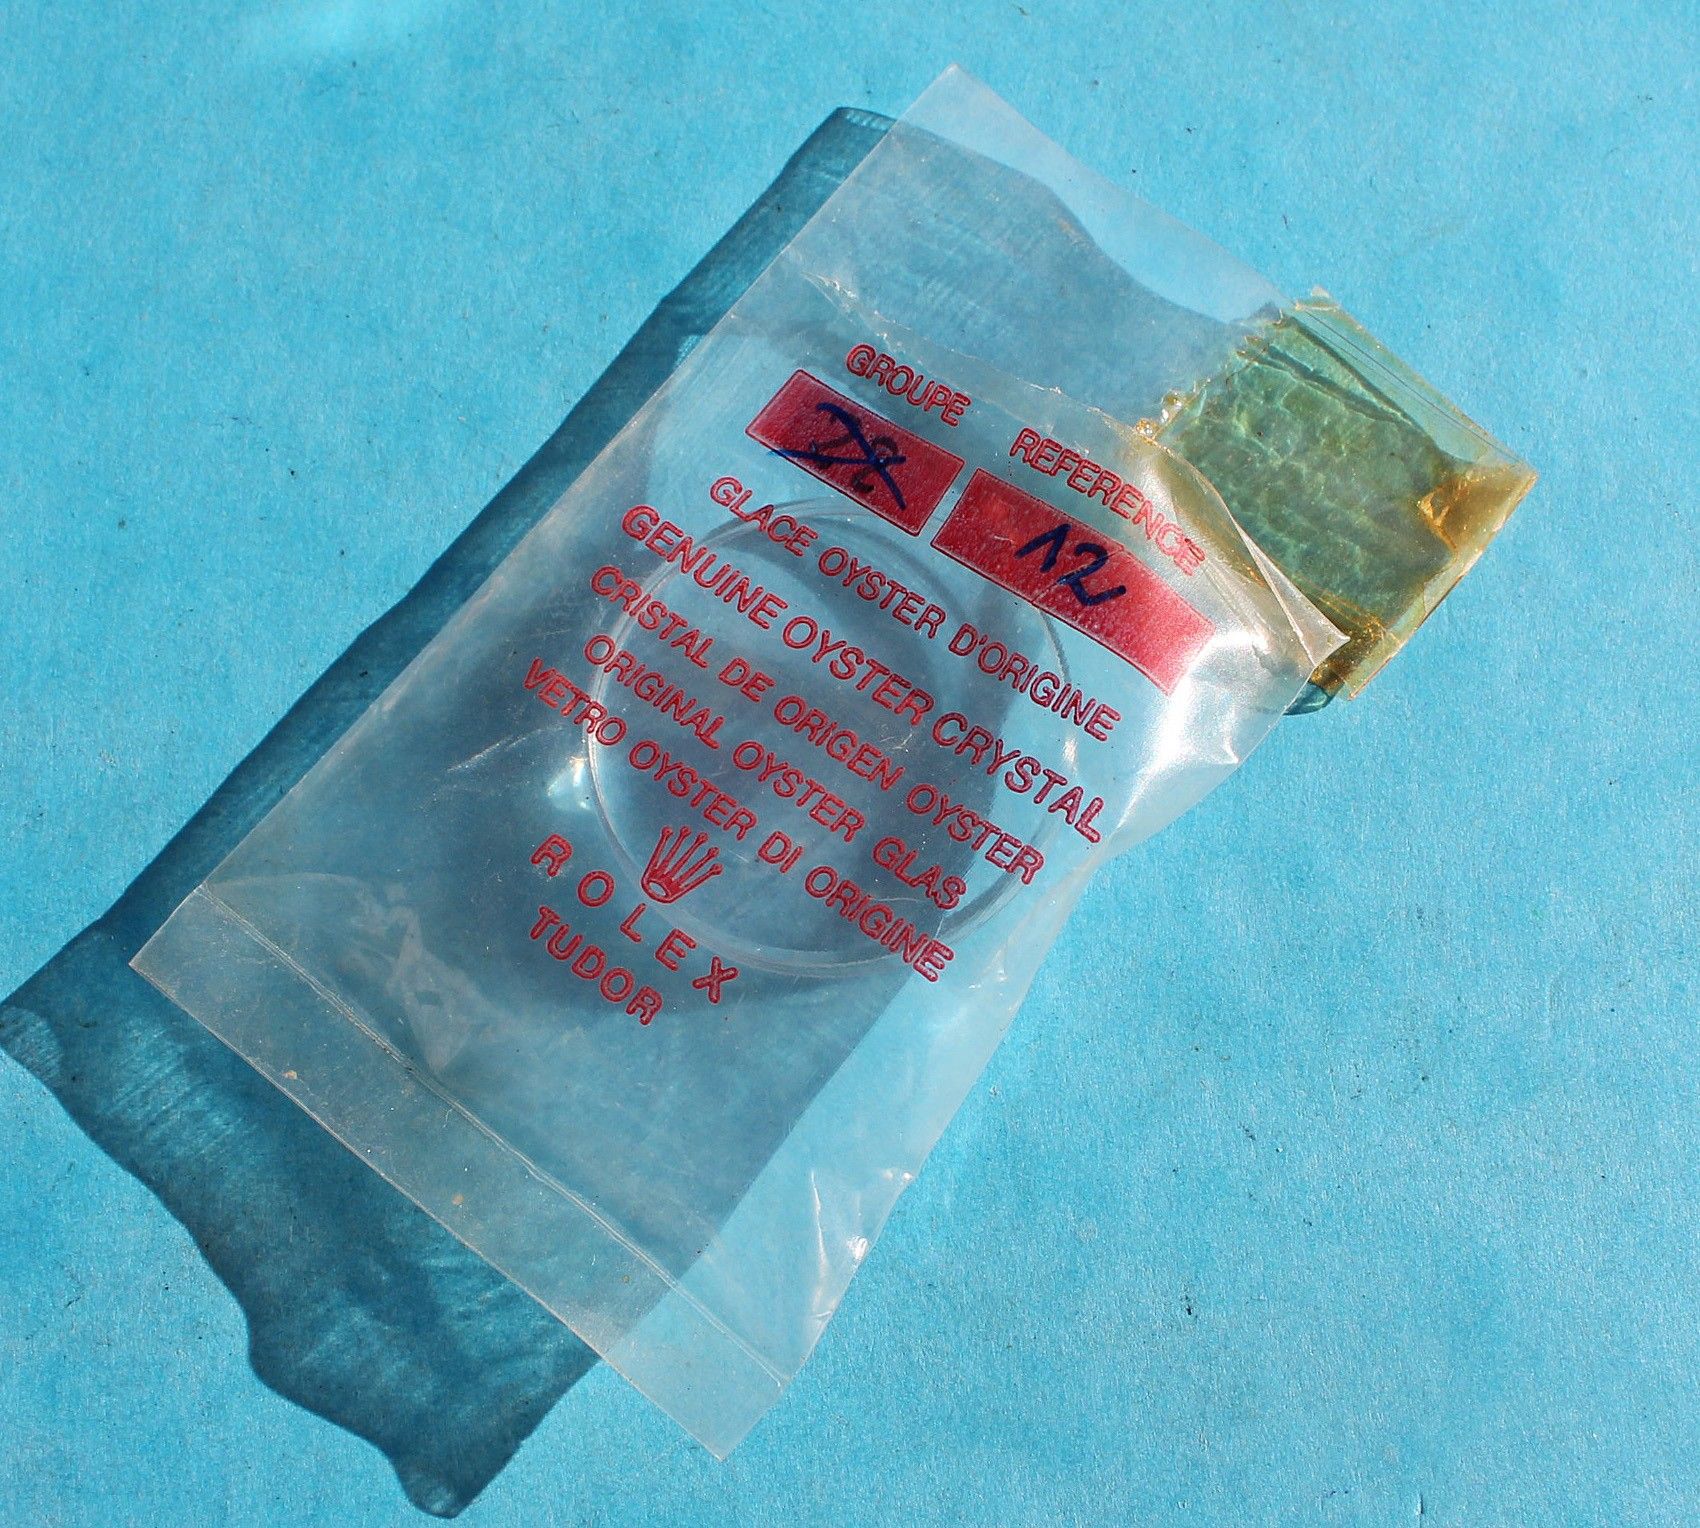 GROUPE REFERENCE
12
GLACE OYSTER D'ORIGINE
GENUINE OYSTER CRYSTAL
CRISTAL DE ORIGEN OYSTER
ORIGINAL OYSTER GLAS
VETRO OYSTER DI ORIGINE
ROLEX
TUDOR